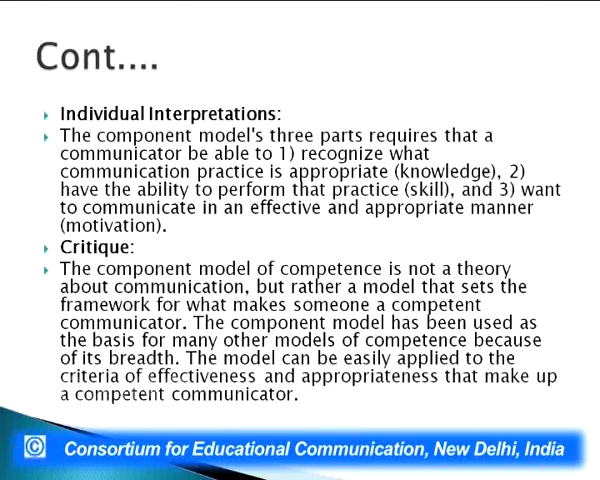 Cont....
Individual Interpretations:
The component model's three parts requires that a
communicator be able to 1) recognize what
communication practice is appropriate (knowledge), 2)
have the ability to perform that practice (skill), and 3) want
to communicate in an effective and appropriate manner
(motivation).
Critique:
The component model of competence is not a theory
about communication, but rather a model that sets the
framework for what makes someone a competent
communicator. The component model has been used as
the basis for many other models of competence because
of its breadth. The model can be easily applied to the
criteria of effectiveness and appropriateness that make up
a competent communicator.
© Consortium for Educational Communication, New Delhi, India